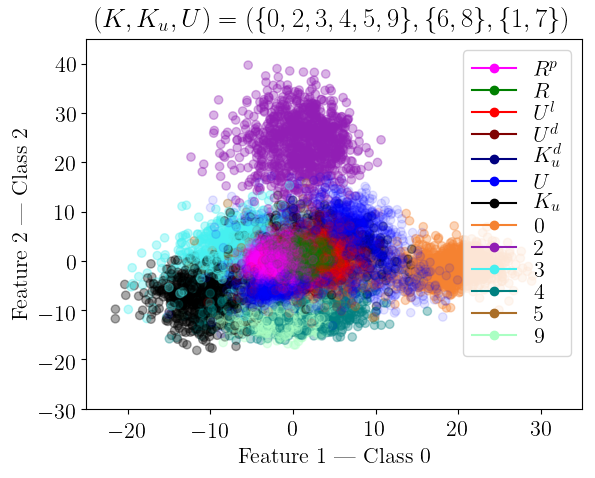 (K, K_u, U) = ({0, 2, 3, 4, 5, 9}, {6, 8}, {1, 7})
Feature 2 — Class 2
40
30
20
10
0
−10
−20
−30
R^p
R
U^l
U^d
K_u^d
U
K_u
0
2
3
4
5
9
−20 −10 0 10 20 30
Feature 1 — Class 0